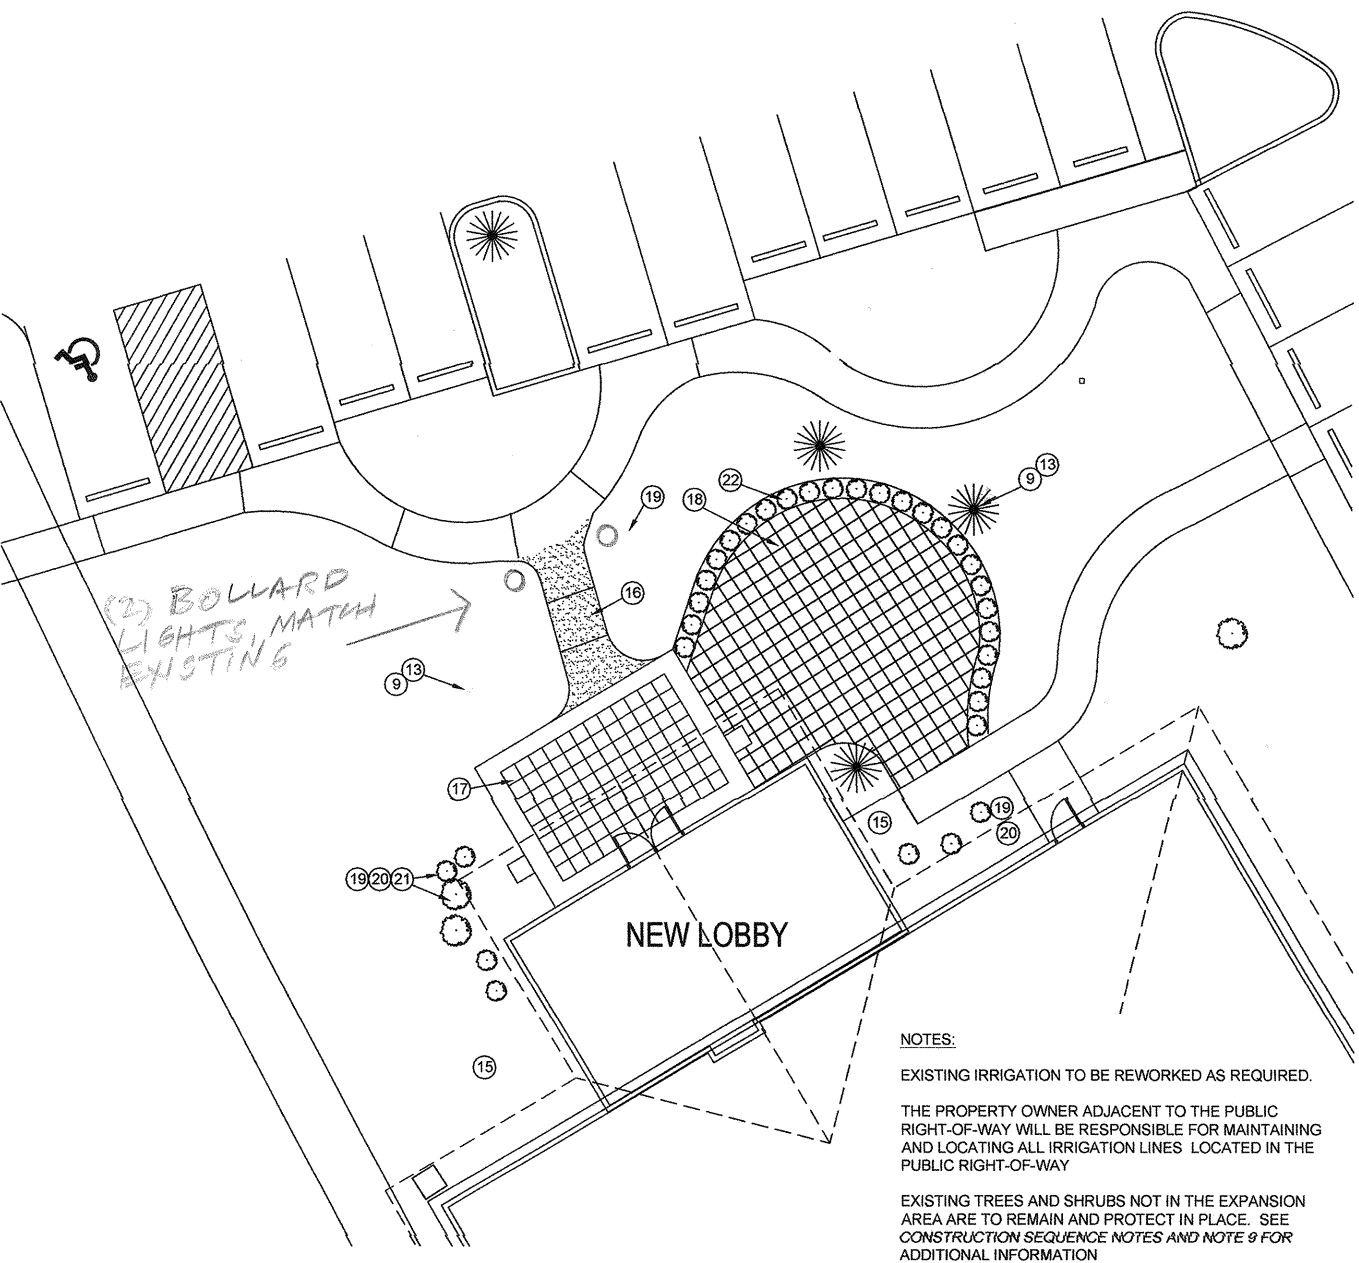 22
18
19
13
9
16
(2) BOLLARD
LIGHTS, MATCH
EXISTING
13
9
17
15
19
20
19 20 21
NEW LOBBY
15
NOTES:
EXISTING IRRIGATION TO BE REWORKED AS REQUIRED.
THE PROPERTY OWNER ADJACENT TO THE PUBLIC
RIGHT-OF-WAY WILL BE RESPONSIBLE FOR MAINTAINING
AND LOCATING ALL IRRIGATION LINES LOCATED IN THE
PUBLIC RIGHT-OF-WAY
EXISTING TREES AND SHRUBS NOT IN THE EXPANSION
AREA ARE TO REMAIN AND PROTECT IN PLACE. SEE
CONSTRUCTION SEQUENCE NOTES AND NOTE 9 FOR
ADDITIONAL INFORMATION